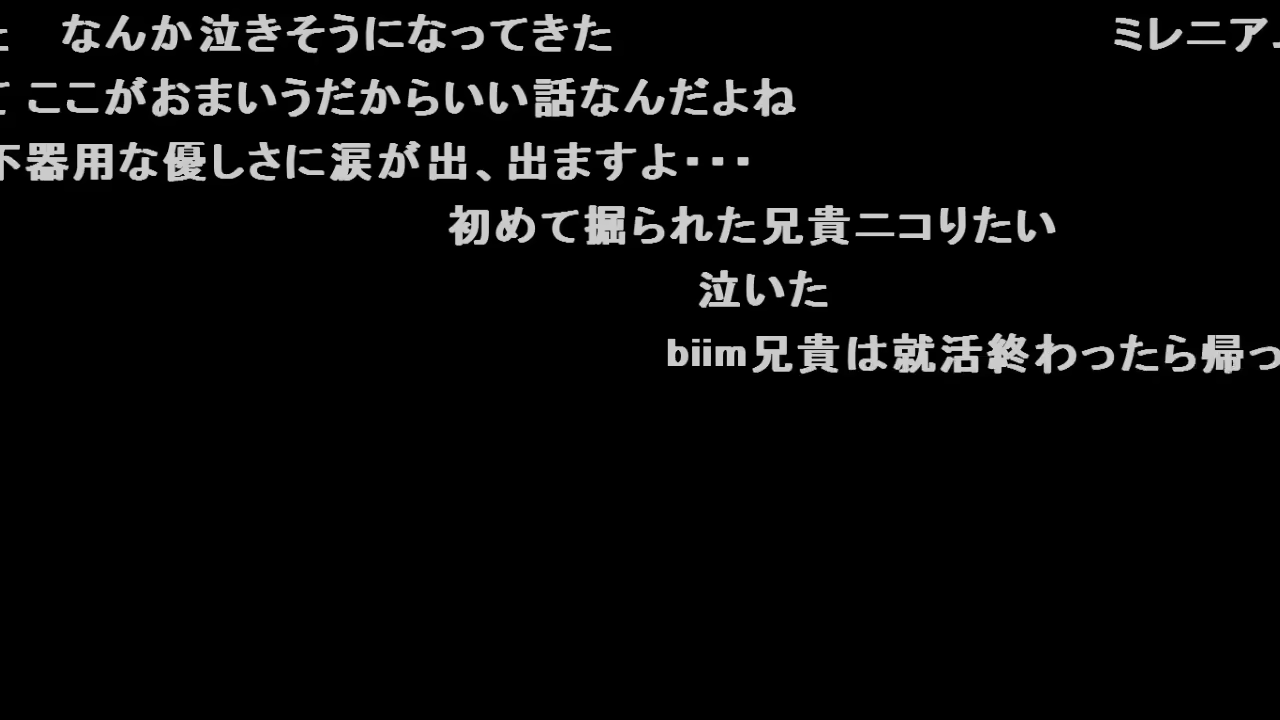 なんか泣きそうになってきた ミレニア
て ここがおまいうだからいい話なんだよね
不器用な優しさに涙が出、出ますよ・・・
初めて掘られた兄貴ニコりたい
泣いた
biim兄貴は就活終わったら帰っ